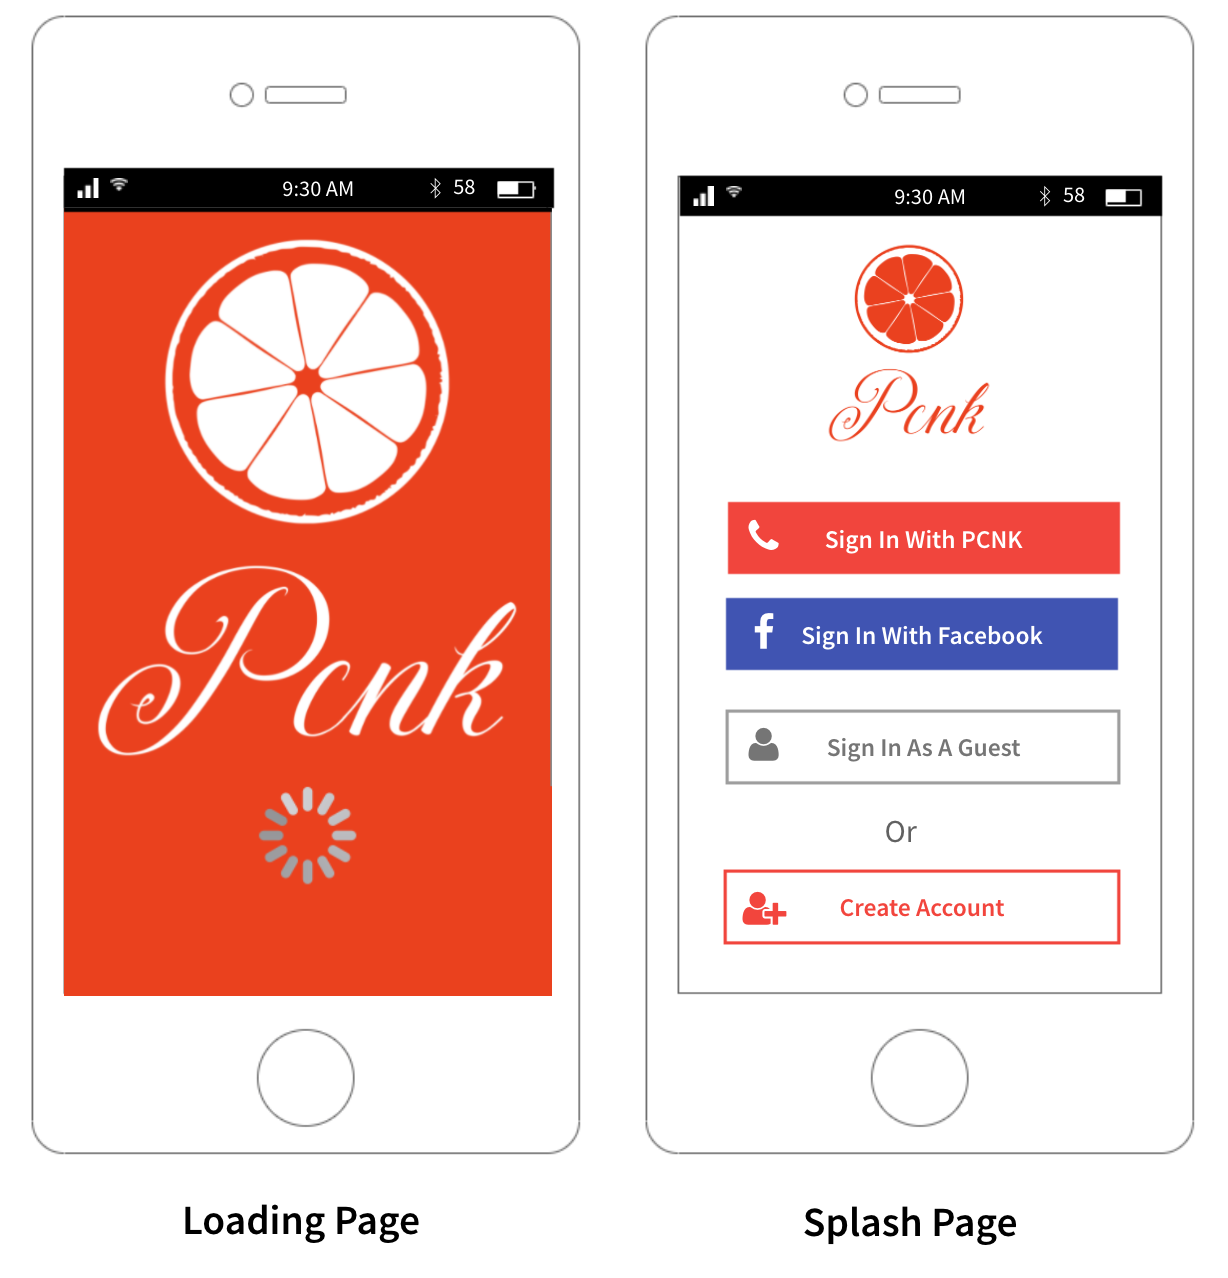 9:30 AM
58
Pcnk
Loading Page
9:30 AM
58
Pcnk
Sign In With PCNK
Sign In With Facebook
Sign In As A Guest
Or
Create Account
Splash Page